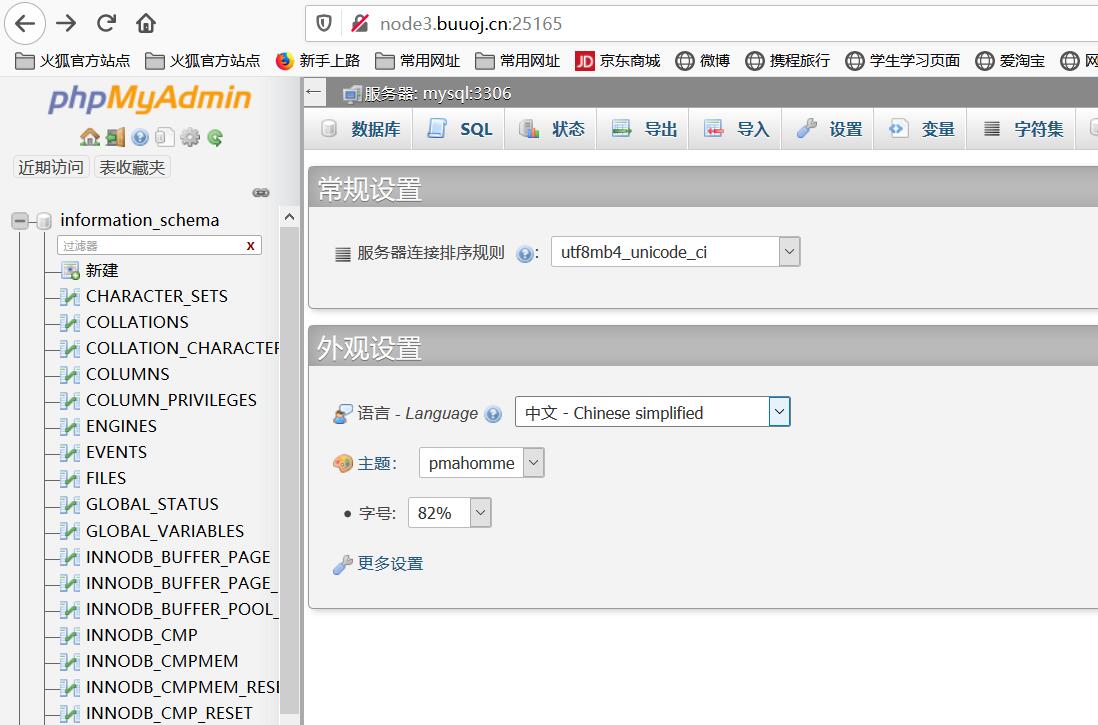 node3.buuoj.cn:25165
火狐官方站点 火狐官方站点 新手上路 常用网址 常用网址 JD 京东商城 微博 携程旅行 学生学习页面 爱淘宝 网
phpMyAdmin
近期访问 表收藏夹
information_schema
过滤器 X
新建
CHARACTER_SETS
COLLATIONS
COLLATION_CHARACTER
COLUMNS
COLUMN_PRIVILEGES
ENGINES
EVENTS
FILES
GLOBAL_STATUS
GLOBAL_VARIABLES
INNODB_BUFFER_PAGE
INNODB_BUFFER_PAGE_
INNODB_BUFFER_POOL_
INNODB_CMP
INNODB_CMPMEM
INNODB_CMPMEM_RESE
INNODB_CMP_RESET
服务器: mysql:3306
数据库 SQL 状态 导出 导入 设置 变量 字符集
常规设置
服务器连接排序规则 : utf8mb4_unicode_ci
外观设置
语言 - Language 中文 - Chinese simplified
主题: pmahomme
字号: 82%
更多设置